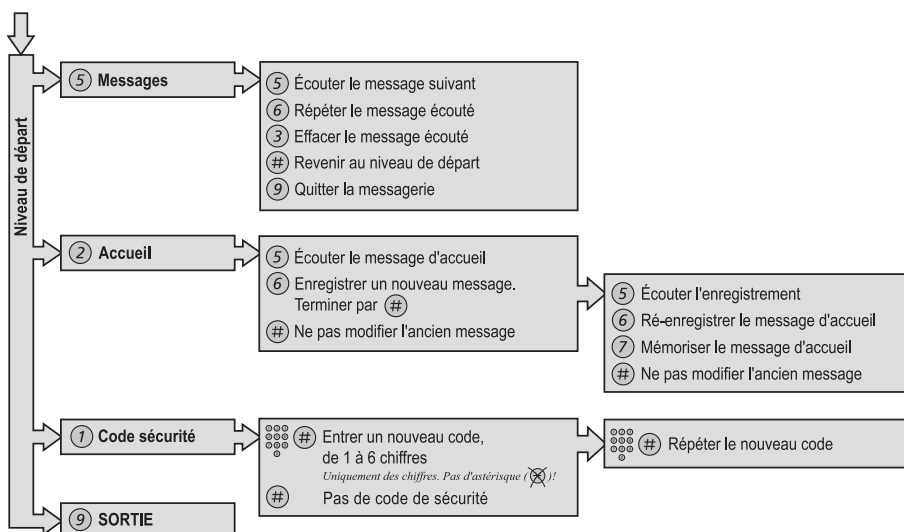 Niveau de départ
5 Messages
5 Écouter le message suivant
6 Répéter le message écouté
3 Effacer le message écouté
# Revenir au niveau de départ
9 Quitter la messagerie
2 Accueil
5 Écouter le message d'accueil
6 Enregistrer un nouveau message.
Terminer par #
# Ne pas modifier l'ancien message
5 Écouter l'enregistrement
6 Ré-enregistrer le message d'accueil
7 Mémoriser le message d'accueil
# Ne pas modifier l'ancien message
1 Code sécurité
# Entrer un nouveau code,
de 1 à 6 chiffres
Uniquement des chiffres. Pas d'astérisque (*)!
# Pas de code de sécurité
# Répéter le nouveau code
9 SORTIE